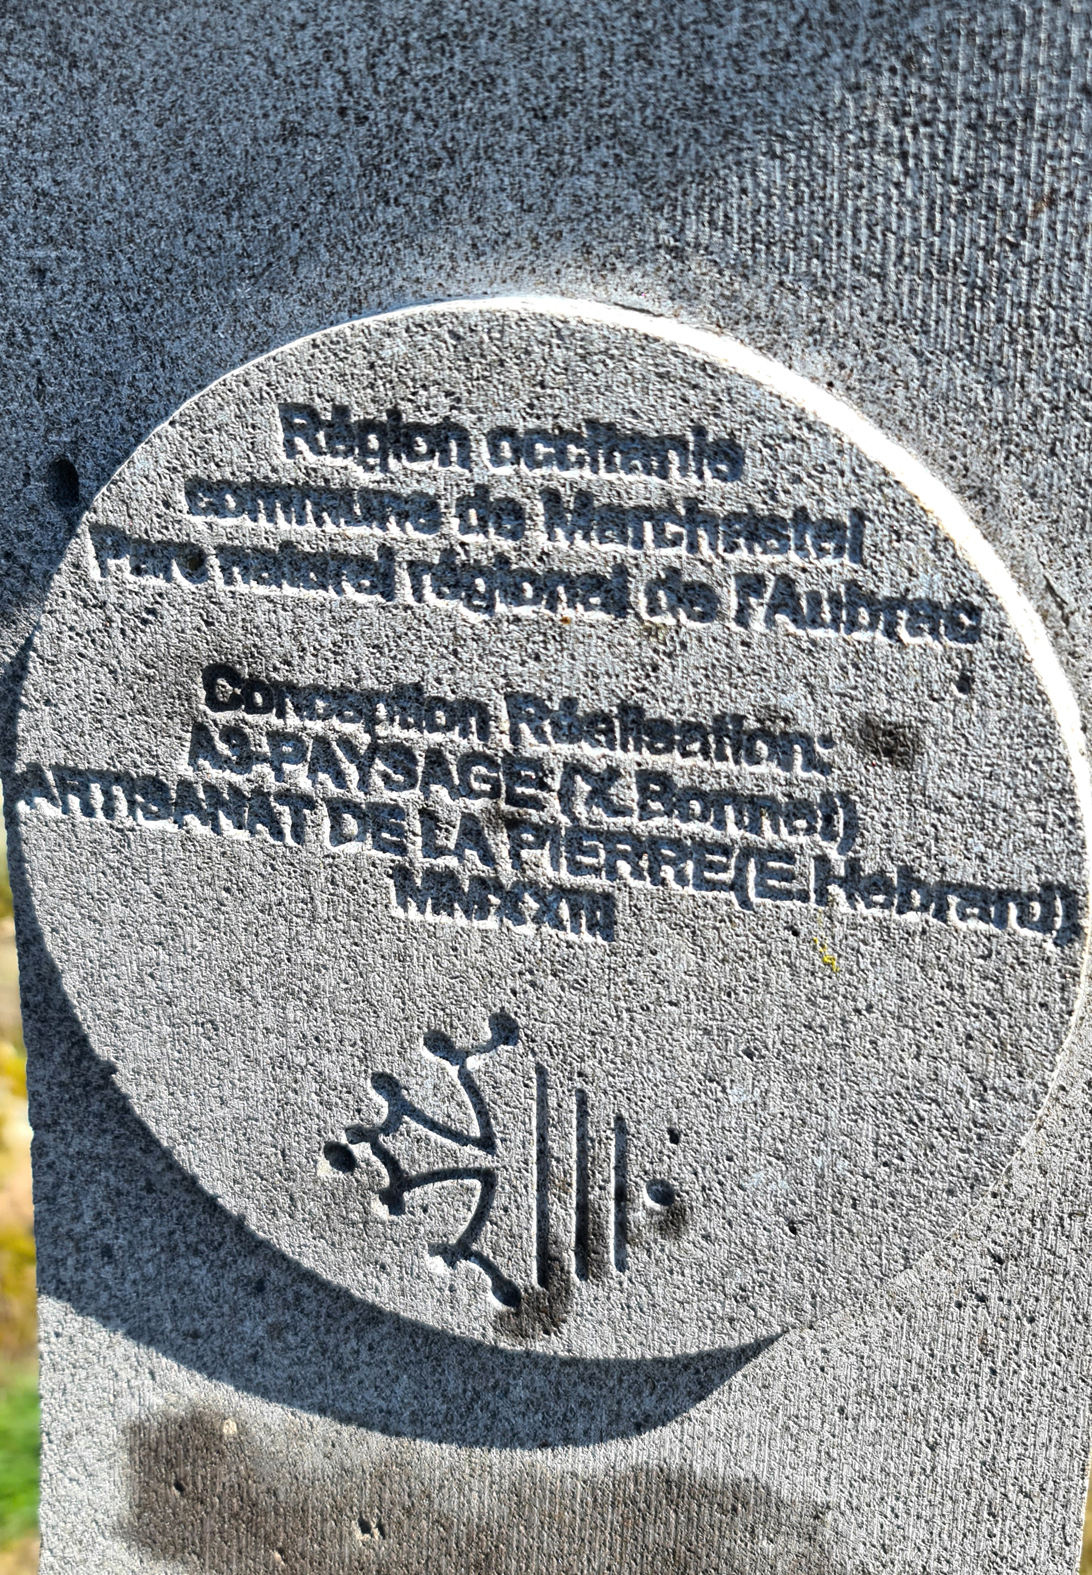 Région occitanie
commune de Marchastel
Parc naturel régional de l'Aubrac
Conception Réalisation:
A3-PAYSAGE (X.Bonnet)
ARTISANAT DE LA PIERRE(E.Hebrard)
MMXXIII